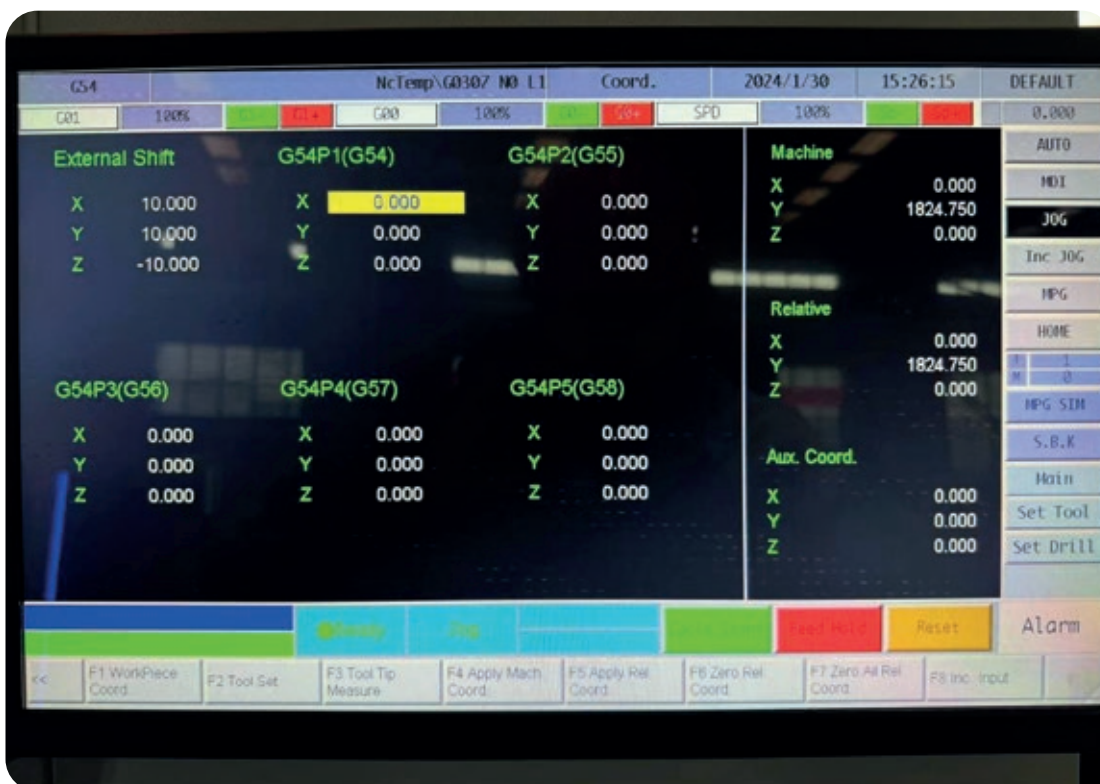 G54 NcTemp\G0307 N0 L1 Coord. 2024/1/30 15:26:15 DEFAULT
G01 100% G1+ G00 100% G0+ SPD 100% 0.000
External Shift
X 10.000
Y 10.000
Z -10.000
G54P1(G54)
X 0.000
Y 0.000
Z 0.000
G54P2(G55)
X 0.000
Y 0.000
Z 0.000
G54P3(G56)
X 0.000
Y 0.000
Z 0.000
G54P4(G57)
X 0.000
Y 0.000
Z 0.000
G54P5(G58)
X 0.000
Y 0.000
Z 0.000
Machine
X 0.000
Y 1824.750
Z 0.000
Relative
X 0.000
Y 1824.750
Z 0.000
Aux. Coord.
X 0.000
Y 0.000
Z 0.000
AUTO
MDI
JOG
Inc JOG
MPG
HOME
T 1
M 0
MPG SIM
S.B.K
Main
Set Tool
Set Drill
Ready Feed Hold Reset Alarm
<<
F1 WorkPiece
Coord.
F2 Tool Set
F3 Tool Tip
Measure
F4 Apply Mach
Coord.
F5 Apply Rel.
Coord.
F6 Zero Rel
Coord.
F7 Zero All Rel
Coord.
F8 Inc. Input